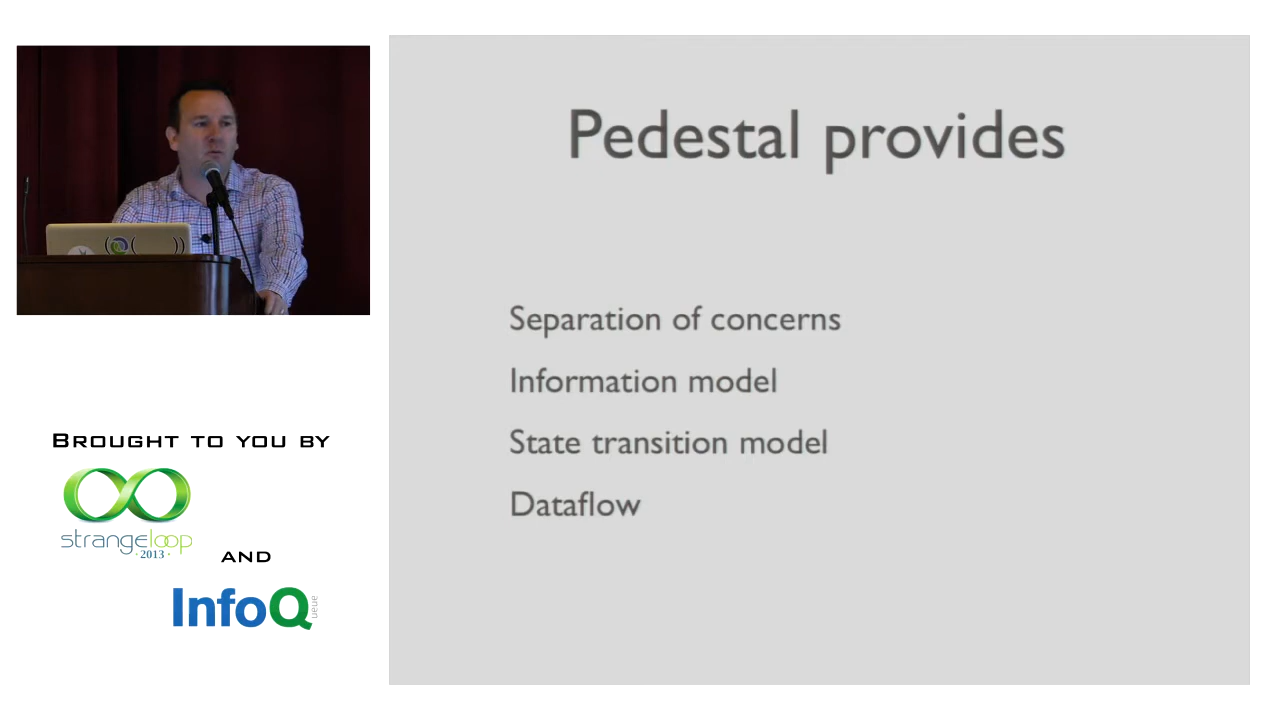 Pedestal provides
Separation of concerns
Information model
State transition model
Dataflow
BROUGHT TO YOU BY
strangeloop
· 2013 ·
AND
InfoQ
ueue